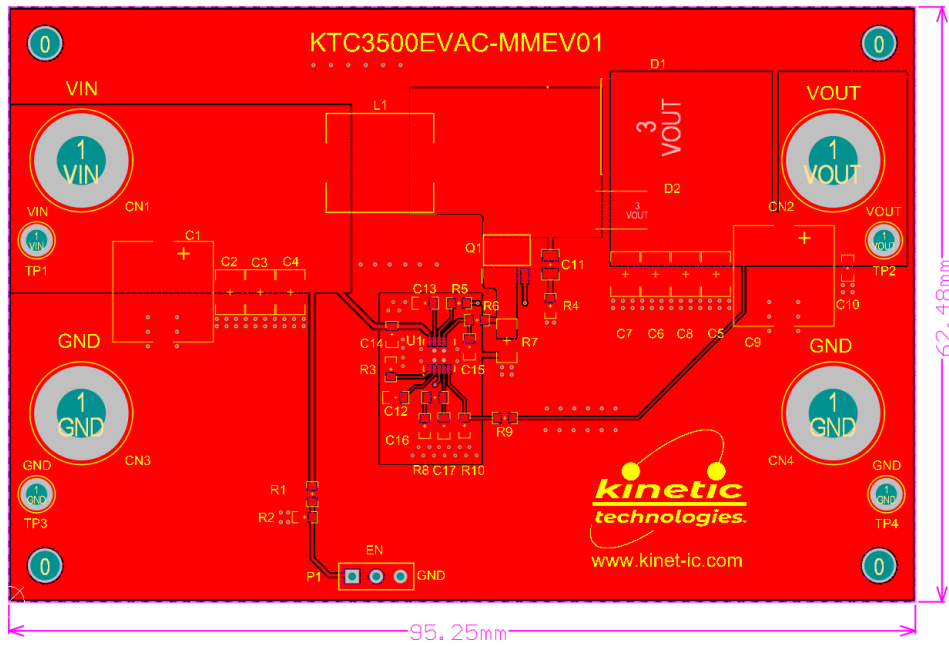 KTC3500EVAC-MMEV01
0
0
VIN
L1
D1
VOUT
3
VOUT
1
VIN
1
VOUT
D2
3
VOUT
VIN
CN1
CN2
VOUT
1
VIN
1
VOUT
TP1
TP2
C1
C2
C3
C4
Q1
C11
C10
C13
R5
R6
R4
C7
C6
C8
C5
C9
C14
U1
R7
C15
R3
C12
C16
R9
R8
C17
R10
GND
GND
1
GND
1
GND
CN3
CN4
GND
GND
1
GND
1
GND
TP3
TP4
R1
R2
kinetic
technologies.
www.kinet-ic.com
0
0
EN
P1
GND
95.25mm
62.48mm